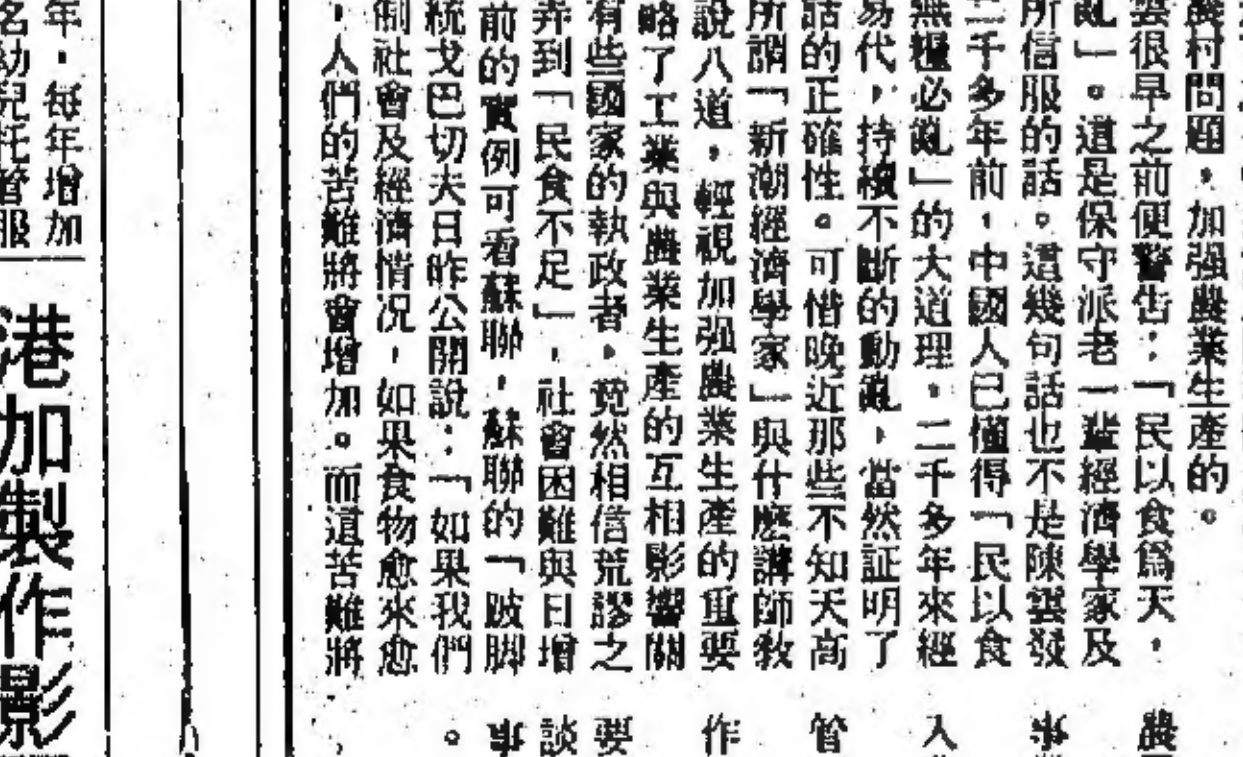 農村問題，加强農業生產的。
雲很早之前便警告：「民以食爲天，
亂」。這是保守派老一輩經濟學家及
所信服的話。這幾句話也不是陳雲發
二千多年前，中國人已懂得「民以食
無糧必亂」的大道理，二千多年來經
易代，持續不斷的動亂，當然証明了
話的正確性。可惜晚近那些不知天高
所謂「新潮經濟學家」與什麽講師教
說八道，輕視加强農業生產的重要
略了工業與農業生產的互相影響關
有些國家的執政者，竟然相信荒謬之
弄到「民食不足」，社會困難與日增
前的實例可看蘇聯，蘇聯的「跛脚
統戈巴切夫日昨公開說：「如果我們
個社會及經濟情况，如果食物愈來愈
，人們的苦難將會增加。而這苦難將
農
事
入
管
作
要
談
事
。
年，每年增加
名幼兒托管服
港加製作影